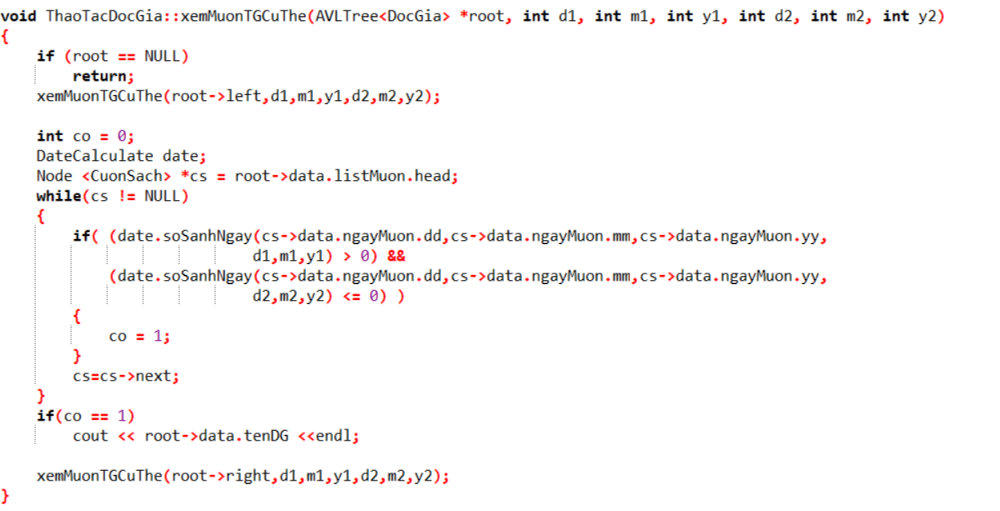 void ThaoTacDocGia::xemMuonTGCuThe(AVLTree<DocGia> *root, int d1, int m1, int y1, int d2, int m2, int y2)
{
    if (root == NULL)
        return;
    xemMuonTGCuThe(root->left,d1,m1,y1,d2,m2,y2);

    int co = 0;
    DateCalculate date;
    Node <CuonSach> *cs = root->data.listMuon.head;
    while(cs != NULL)
    {
        if( (date.soSanhNgay(cs->data.ngayMuon.dd,cs->data.ngayMuon.mm,cs->data.ngayMuon.yy,
                            d1,m1,y1) > 0) &&
            (date.soSanhNgay(cs->data.ngayMuon.dd,cs->data.ngayMuon.mm,cs->data.ngayMuon.yy,
                            d2,m2,y2) <= 0) )
        {
            co = 1;
        }
        cs=cs->next;
    }
    if(co == 1)
        cout << root->data.tenDG <<endl;

    xemMuonTGCuThe(root->right,d1,m1,y1,d2,m2,y2);
}